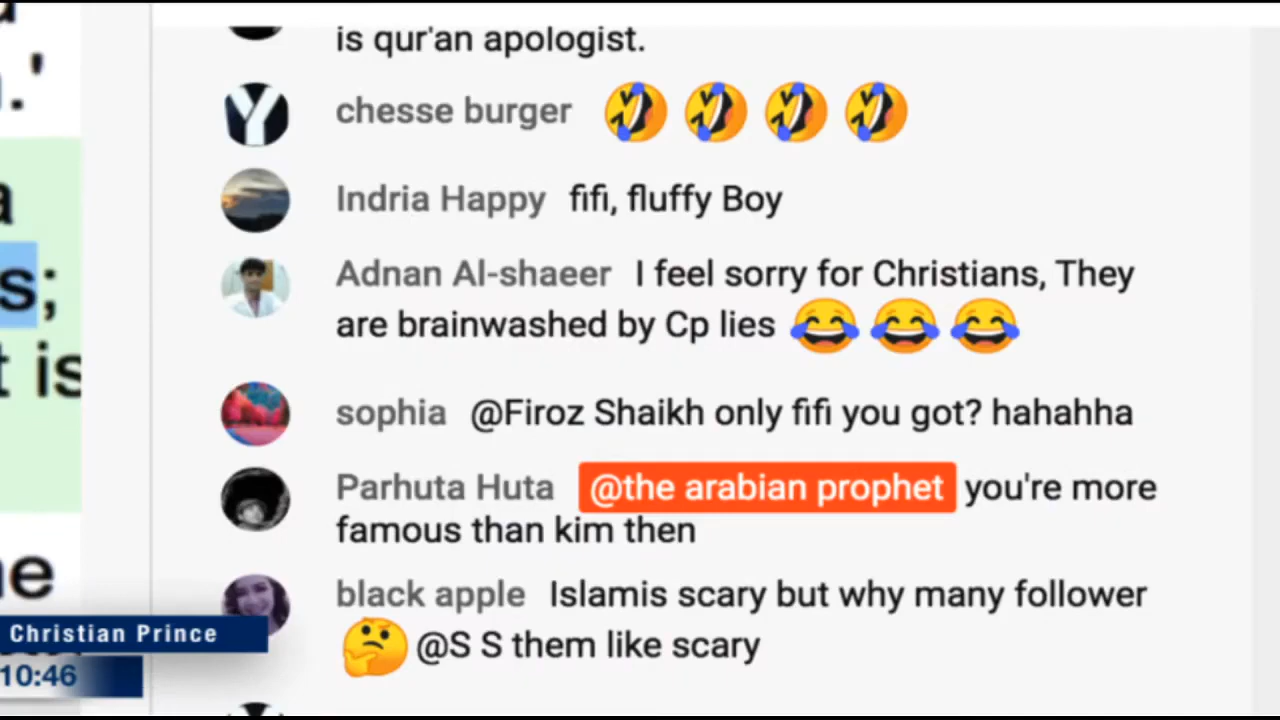 is qur'an apologist.
chesse burger 🤣 🤣 🤣 🤣
Indria Happy fifi, fluffy Boy
Adnan Al-shaeer I feel sorry for Christians, They
are brainwashed by Cp lies 😂 😂 😂
sophia @Firoz Shaikh only fifi you got? hahahha
Parhuta Huta @the arabian prophet you're more
famous than kim then
black apple Islamis scary but why many follower
🤔 @S S them like scary
s;
t is
Christian Prince
10:46